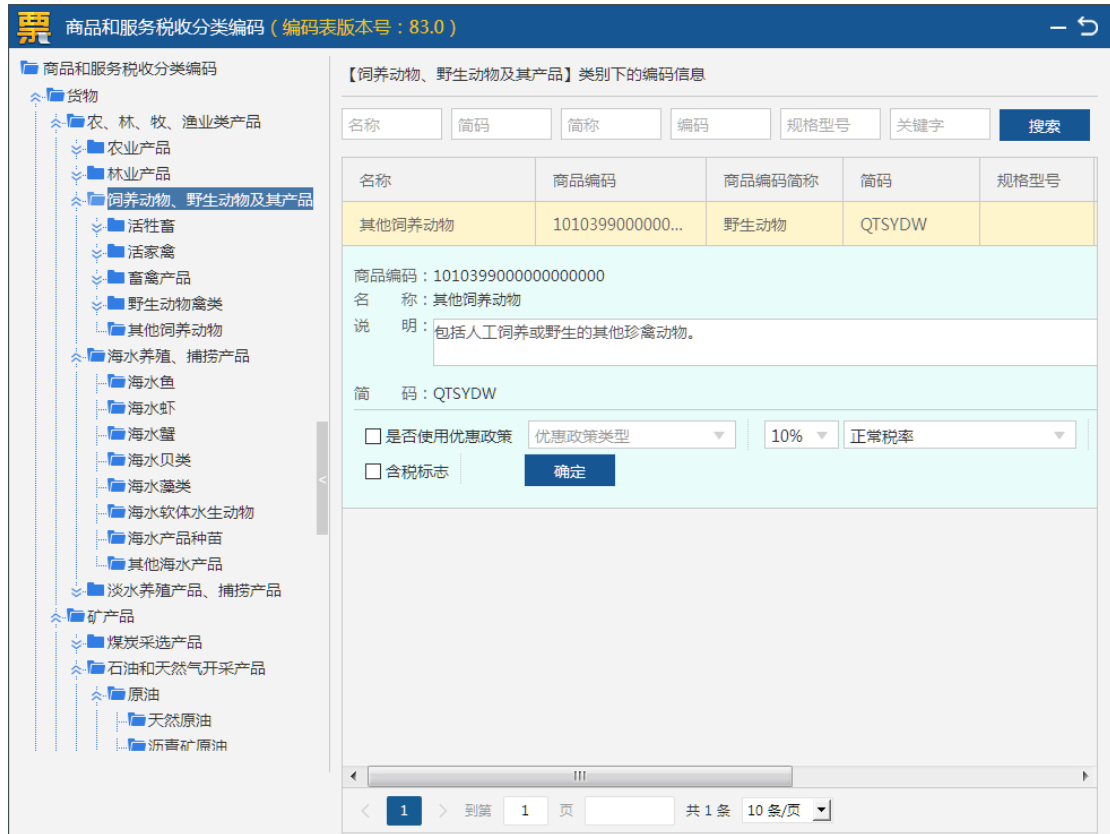 票 商品和服务税收分类编码(编码表版本号:83.0)
商品和服务税收分类编码
货物
农、林、牧、渔业类产品
农业产品
林业产品
饲养动物、野生动物及其产品
活牲畜
活家禽
畜禽产品
野生动物禽类
其他饲养动物
海水养殖、捕捞产品
海水鱼
海水虾
海水蟹
海水贝类
海水藻类
海水软体水生动物
海水产品种苗
其他海水产品
淡水养殖产品、捕捞产品
矿产品
煤炭采选产品
石油和天然气开采产品
原油
天然原油
沥青矿原油
<
【饲养动物、野生动物及其产品】类别下的编码信息
名称 简码 简称 编码 规格型号 关键字 搜索
名称 商品编码 商品编码简称 简码 规格型号
其他饲养动物 1010399000000... 野生动物 QTSYDW
商品编码:1010399000000000000
名 称:其他饲养动物
说 明:包括人工饲养或野生的其他珍禽动物。
简 码:QTSYDW
是否使用优惠政策 优惠政策类型 10% 正常税率
含税标志 确定
< 1 > 到第 1 页 共 1 条 10 条/页